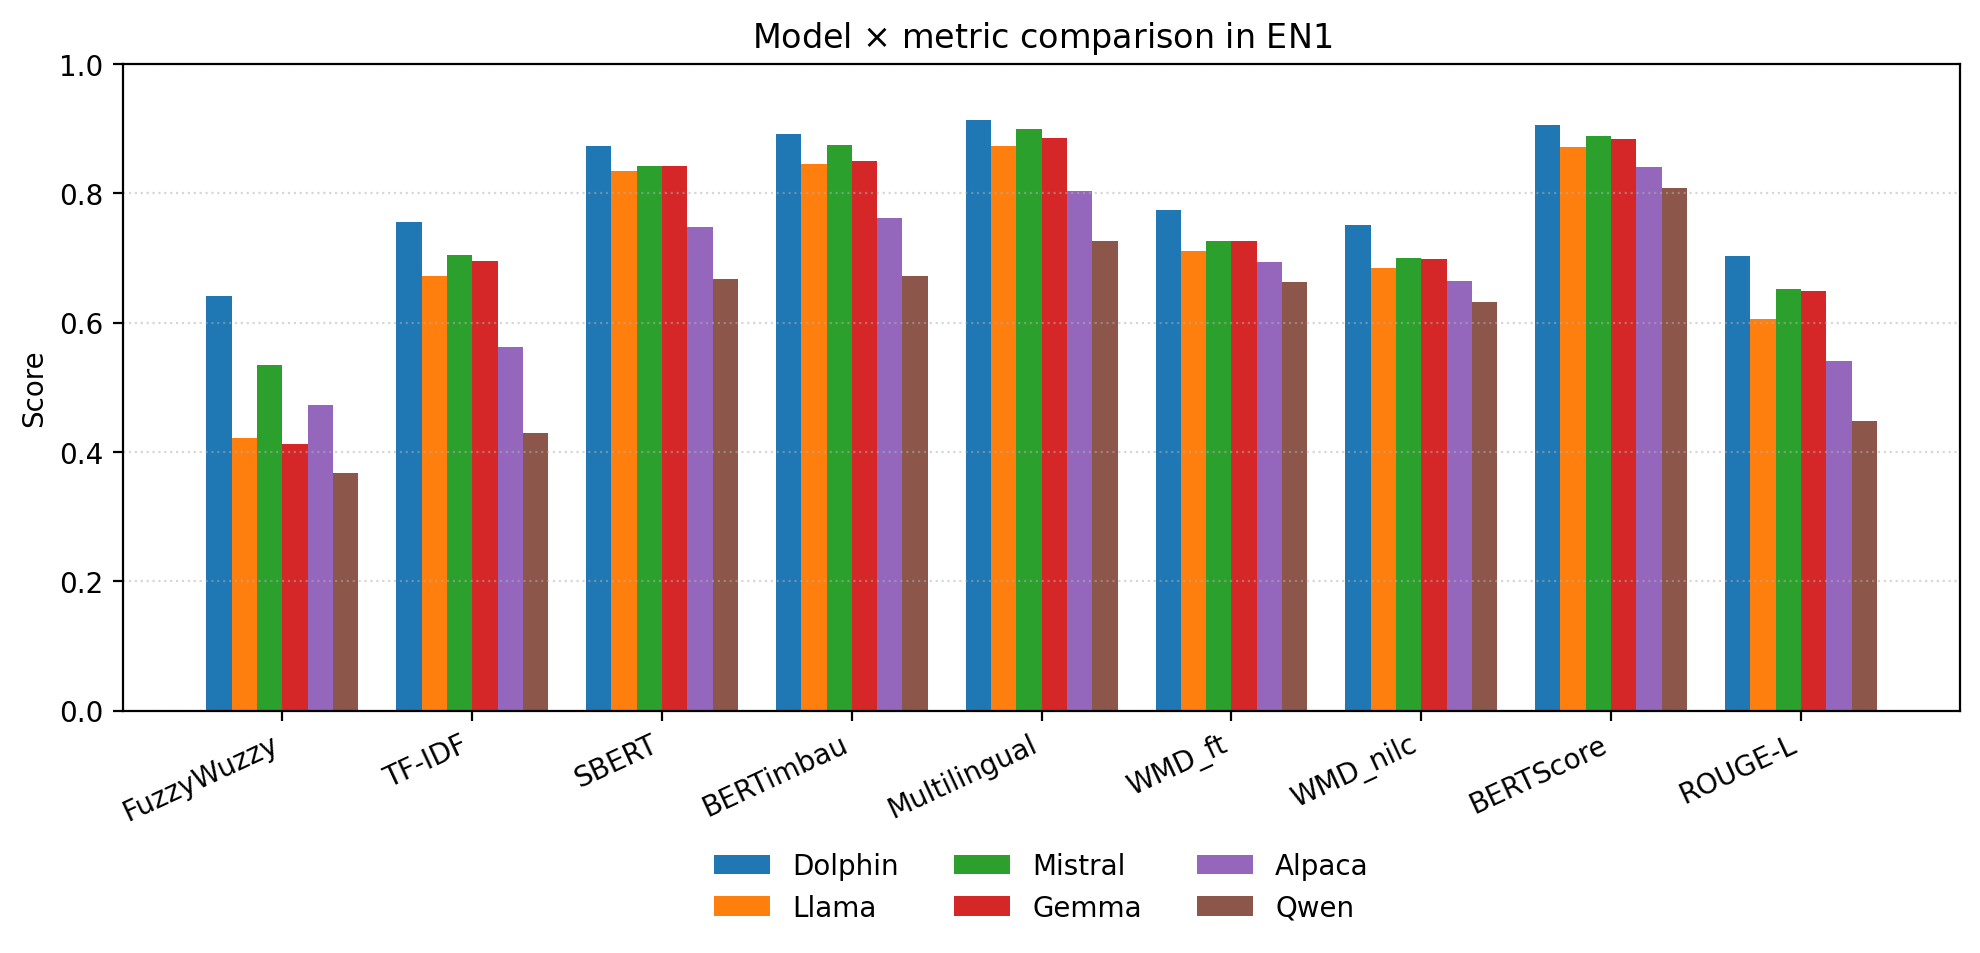 Model × metric comparison in EN1
Score
1.0
0.8
0.6
0.4
0.2
0.0
FuzzyWuzzy
TF-IDF
SBERT
BERTimbau
Multilingual
WMD_ft
WMD_nilc
BERTScore
ROUGE-L
Dolphin
Llama
Mistral
Gemma
Alpaca
Qwen